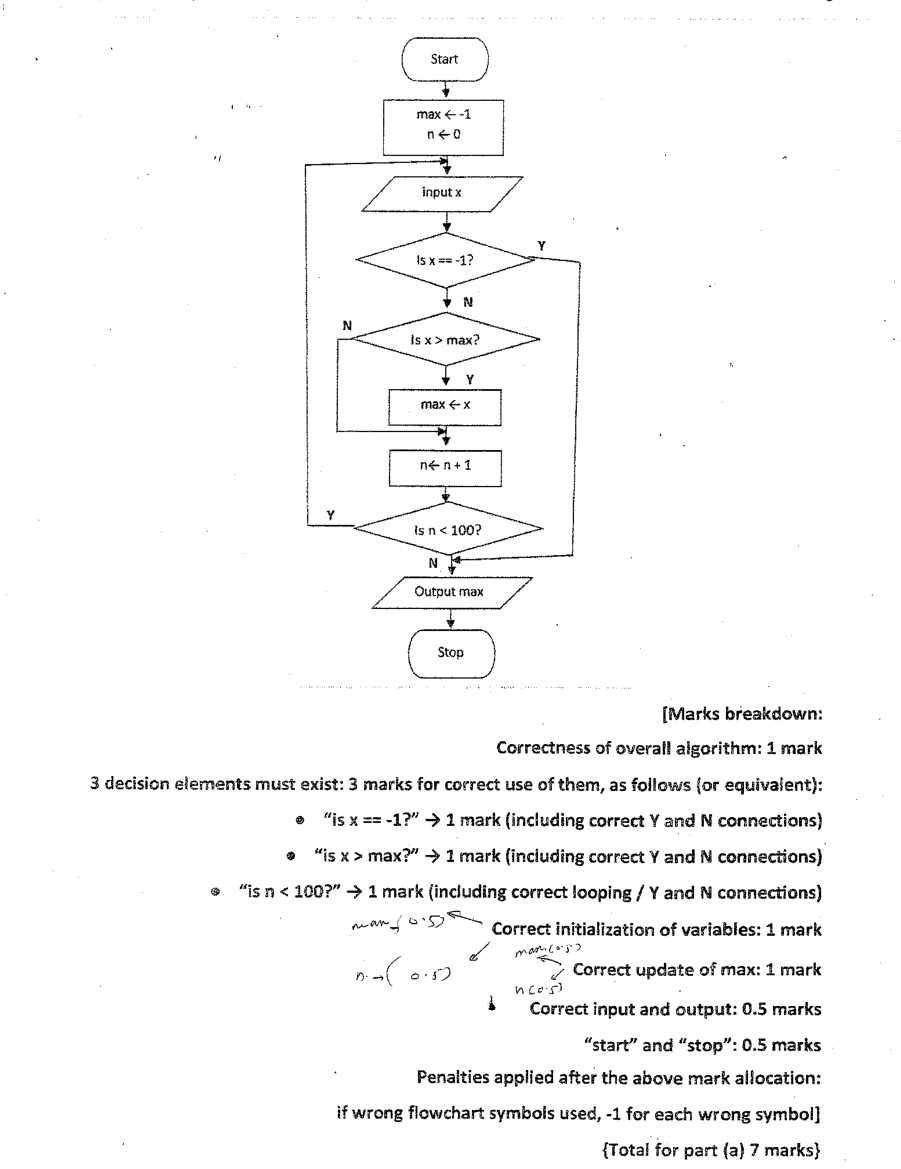 Start
max ← -1
n ← 0
input x
Is x == -1?
Y
N
N
Is x > max?
Y
max ← x
n ← n + 1
Y
Is n < 100?
N
Output max
Stop
[Marks breakdown:
Correctness of overall algorithm: 1 mark
3 decision elements must exist: 3 marks for correct use of them, as follows (or equivalent):
• "is x == -1?" → 1 mark (including correct Y and N connections)
• "is x > max?" → 1 mark (including correct Y and N connections)
• "is n < 100?" → 1 mark (including correct looping / Y and N connections)
max (0.5)
Correct initialization of variables: 1 mark
max (0.5)
n → (0.5)
Correct update of max: 1 mark
n (0.5)
Correct input and output: 0.5 marks
"start" and "stop": 0.5 marks
Penalties applied after the above mark allocation:
if wrong flowchart symbols used, -1 for each wrong symbol]
{Total for part (a) 7 marks}